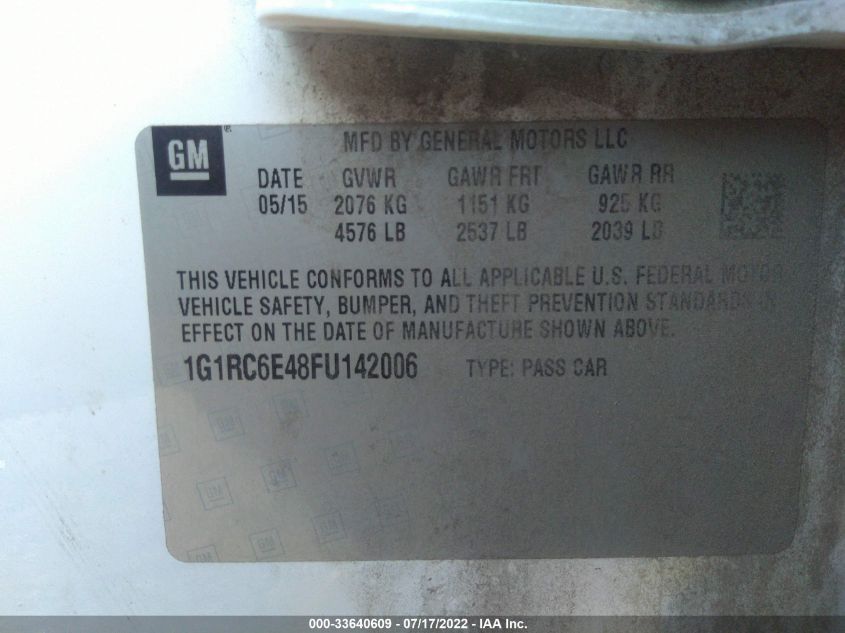 GM
MFD BY GENERAL MOTORS LLC
DATE GVWR GAWR FRT GAWR RR
05/15 2076 KG 1151 KG 925 KG
4576 LB 2537 LB 2039 LB
THIS VEHICLE CONFORMS TO ALL APPLICABLE U.S. FEDERAL MOTOR
VEHICLE SAFETY, BUMPER, AND THEFT PREVENTION STANDARDS IN
EFFECT ON THE DATE OF MANUFACTURE SHOWN ABOVE.
1G1RC6E48FU142006 TYPE: PASS CAR
000-33640609 - 07/17/2022 - IAA Inc.